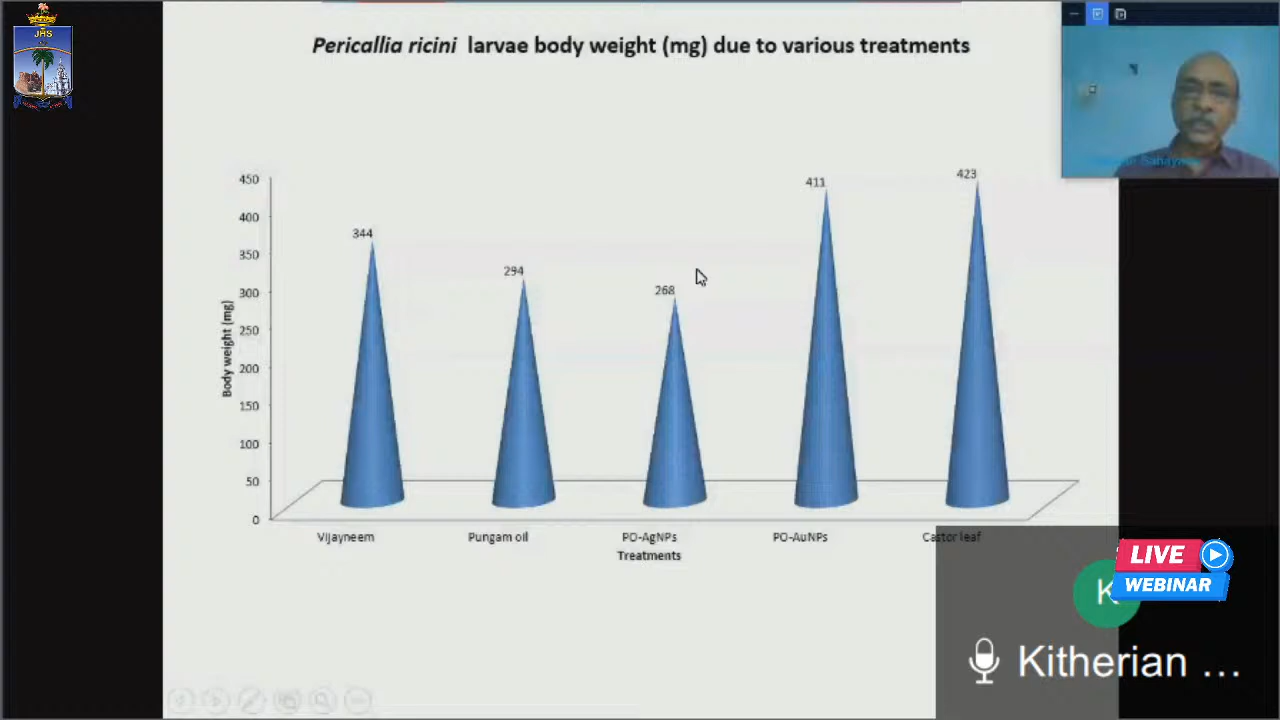 JHS
Pericallia ricini larvae body weight (mg) due to various treatments
Sahaya
450
400
350
300
250
200
150
100
50
0
Body weight (mg)
344
294
268
411
423
Vijayneem
Pungam oil
PO-AgNPs
PO-AuNPs
Castor leaf
Treatments
LIVE
WEBINAR
K
Kitherian ...